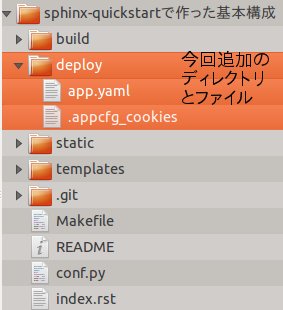 sphinx-quickstartで作った基本構成
build
deploy
今回追加の
ディレクトリ
とファイル
app.yaml
.appcfg_cookies
static
templates
.git
Makefile
README
conf.py
index.rst